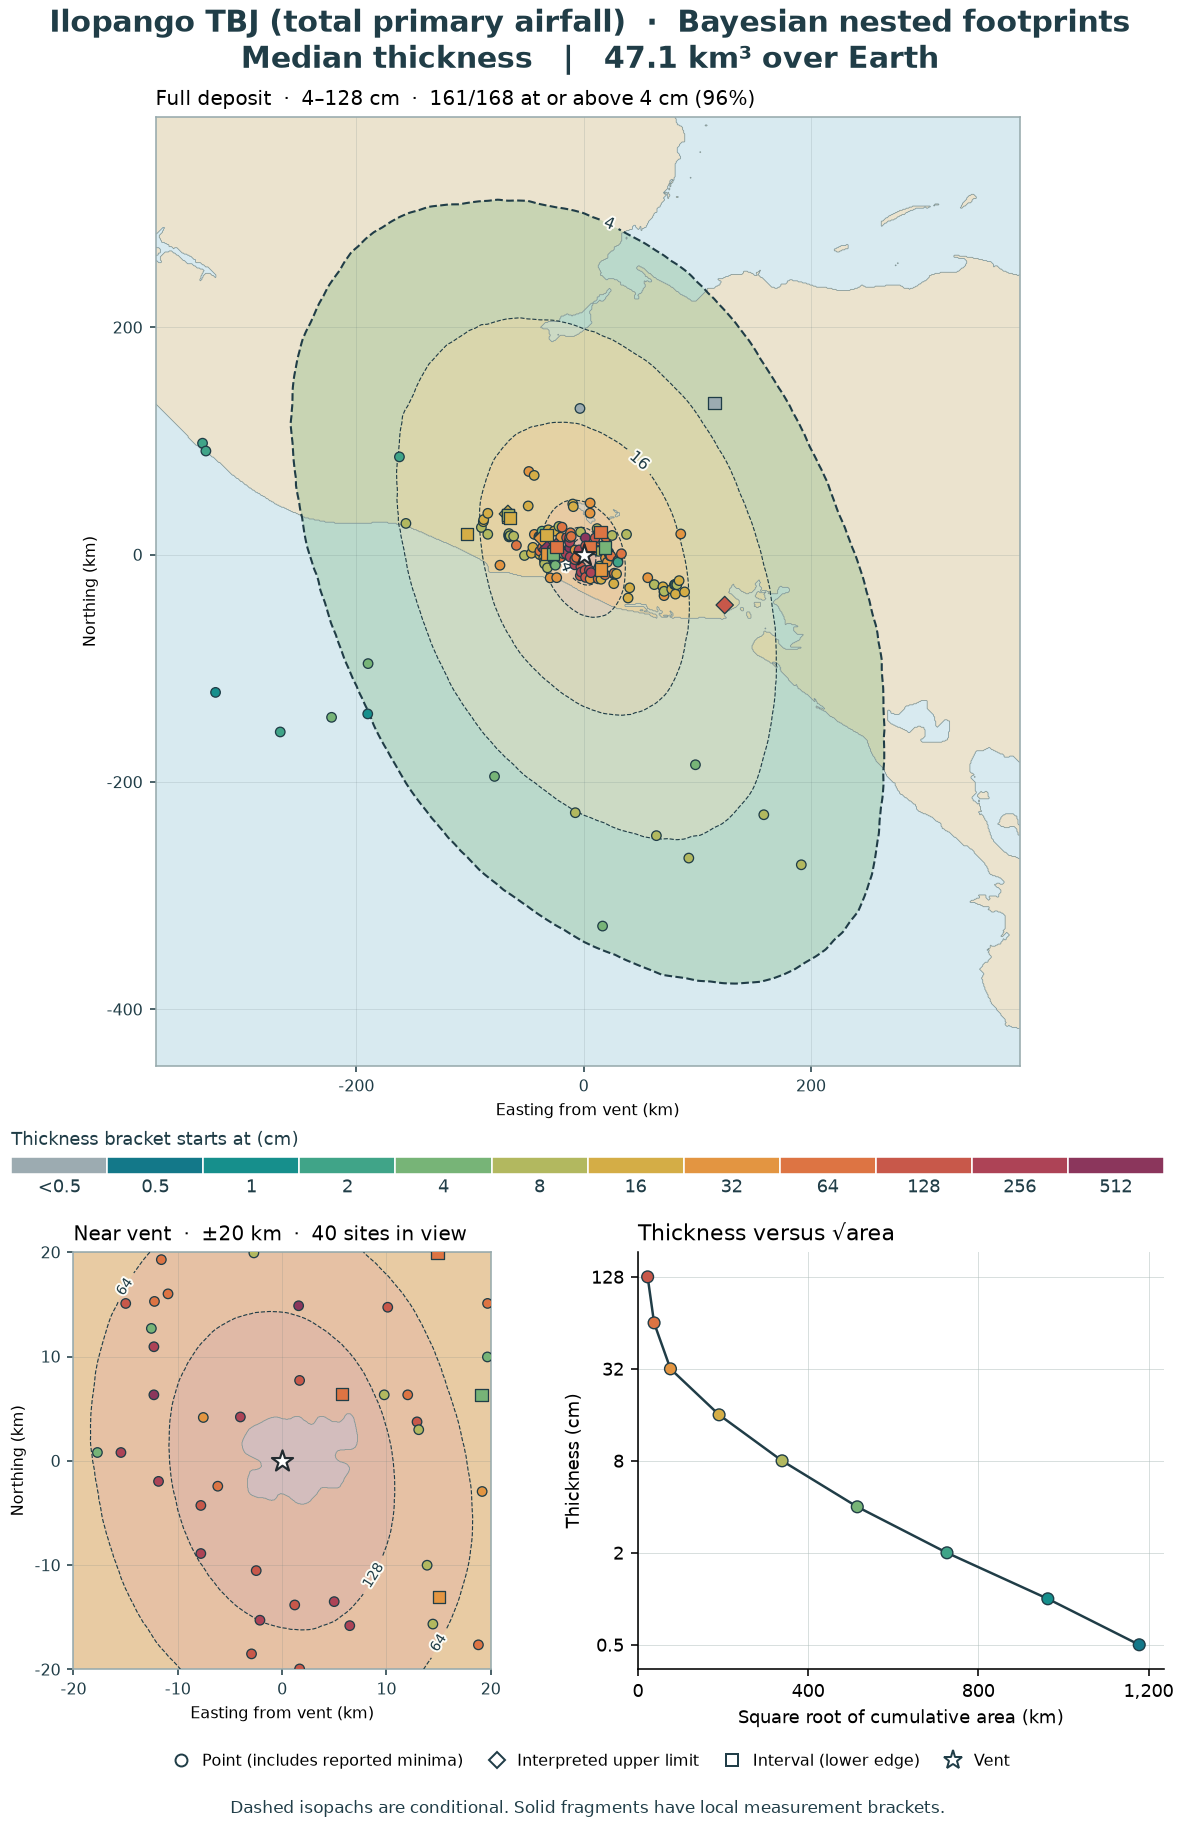 Ilopango TBJ (total primary airfall)  ·  Bayesian nested footprints
Median thickness   |   47.1 km³ over Earth
Full deposit  ·  4–128 cm  ·  161/168 at or above 4 cm (96%)
4
16
200
0
-200
-400
Northing (km)
-200
0
200
Easting from vent (km)
Thickness bracket starts at (cm)
<0.5
0.5
1
2
4
8
16
32
64
128
256
512
Near vent  ·  ±20 km  ·  40 sites in view
64
128
64
20
10
0
-10
-20
Northing (km)
-20
-10
0
10
20
Easting from vent (km)
Thickness versus √area
128
32
8
2
0.5
Thickness (cm)
0
400
800
1,200
Square root of cumulative area (km)
Point (includes reported minima)
Interpreted upper limit
Interval (lower edge)
Vent
Dashed isopachs are conditional. Solid fragments have local measurement brackets.